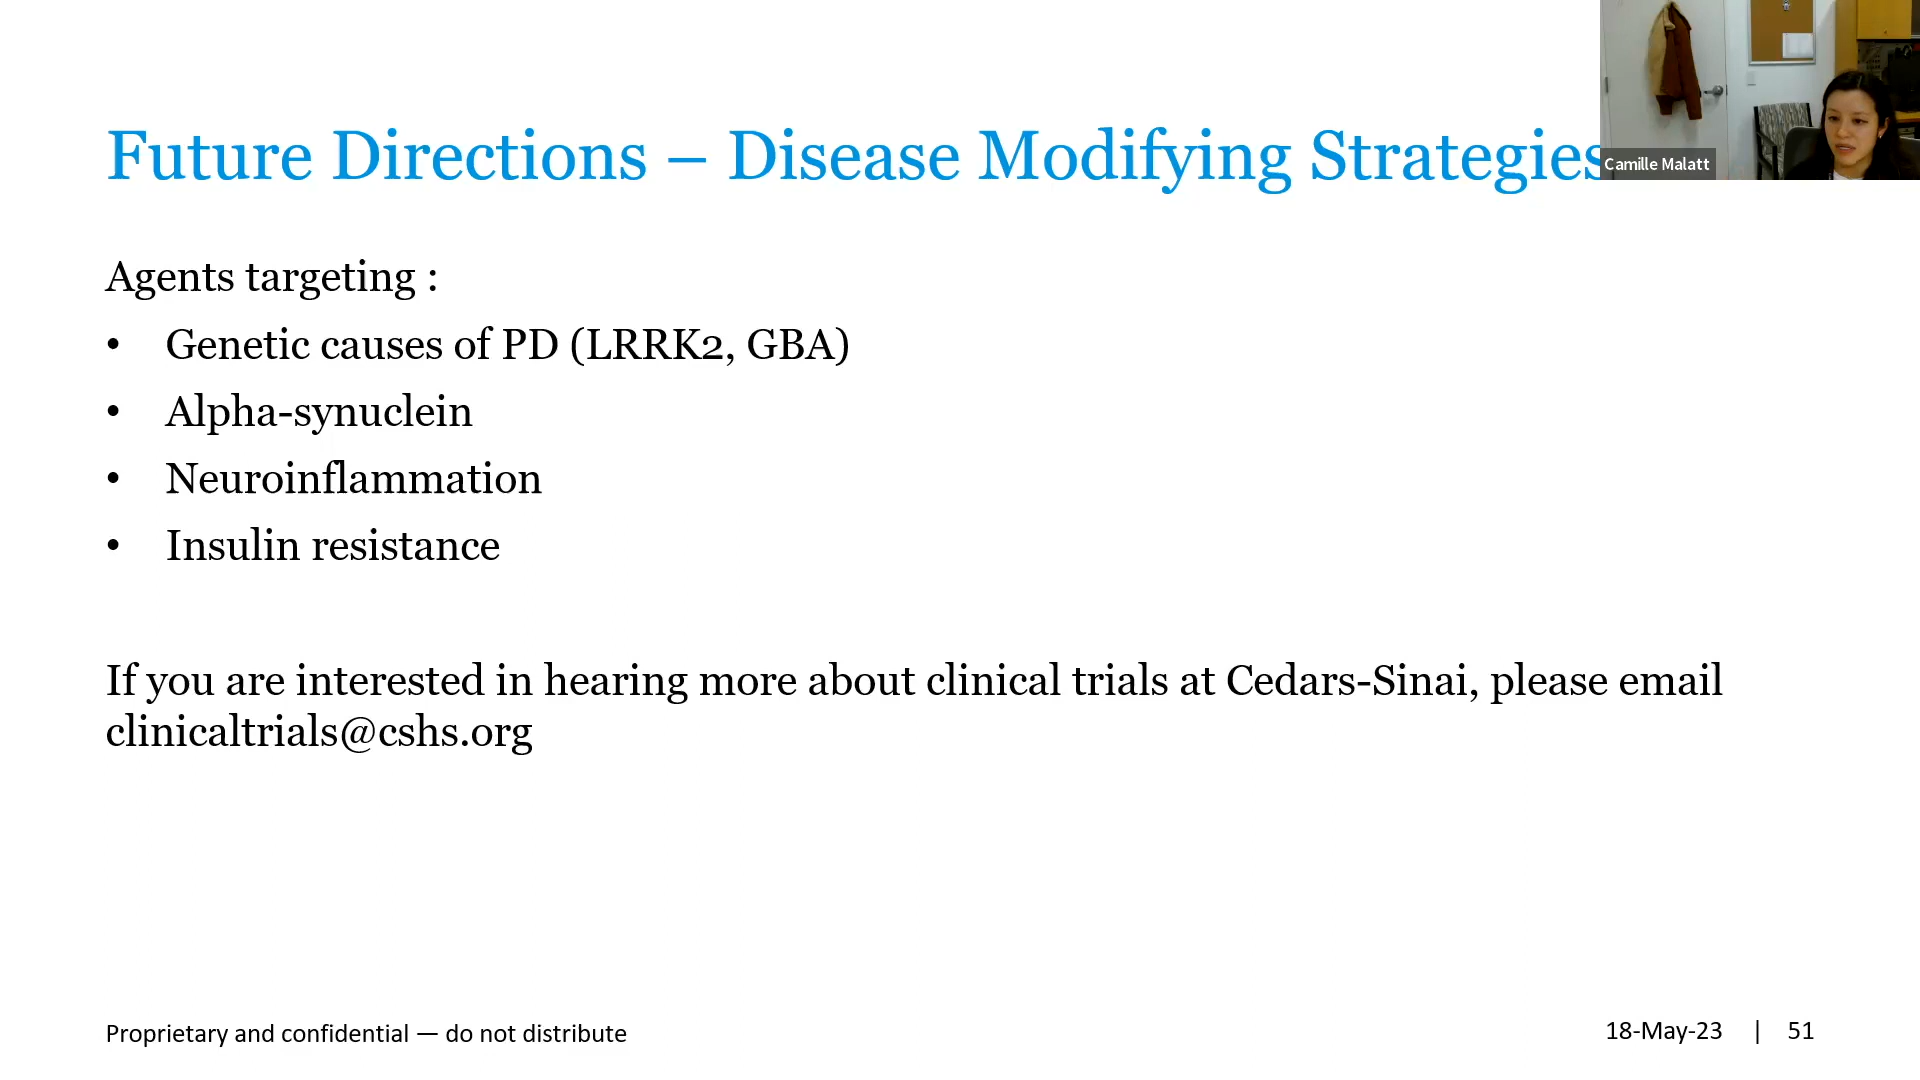 Future Directions – Disease Modifying Strategies
Camille Malatt
Agents targeting :
• Genetic causes of PD (LRRK2, GBA)
• Alpha-synuclein
• Neuroinflammation
• Insulin resistance
If you are interested in hearing more about clinical trials at Cedars-Sinai, please email
clinicaltrials@cshs.org
Proprietary and confidential — do not distribute
18-May-23 | 51